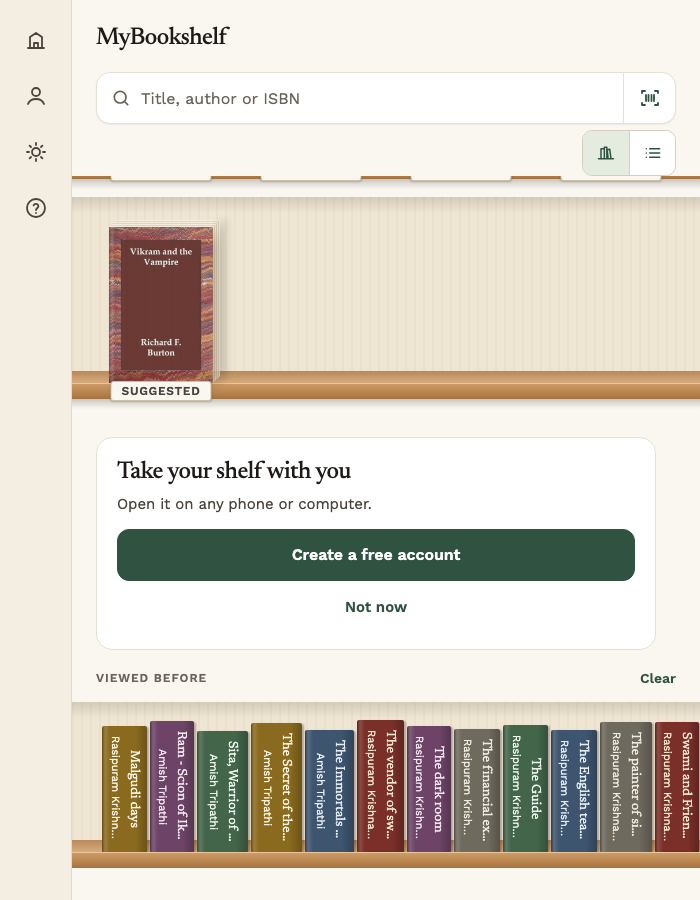 MyBookshelf
Title, author or ISBN
Vikram and the
Vampire
Richard F.
Burton
SUGGESTED
Take your shelf with you
Open it on any phone or computer.
Create a free account
Not now
VIEWED BEFORE
Clear
Malgudi days
Rasipuram Krishn...
Ram - Scion of Ik...
Amish Tripathi
Sita, Warrior of ...
Amish Tripathi
The Secret of the...
Amish Tripathi
The Immortals ...
Amish Tripathi
The vendor of sw...
Rasipuram Krishna...
The dark room
Rasipuram Krishn...
The financial ex...
Rasipuram Krish...
The Guide
Rasipuram Krishn...
The English tea...
Rasipuram Krish...
The painter of si...
Rasipuram Krishna...
Swami and Frien...
Rasipuram Krishna...